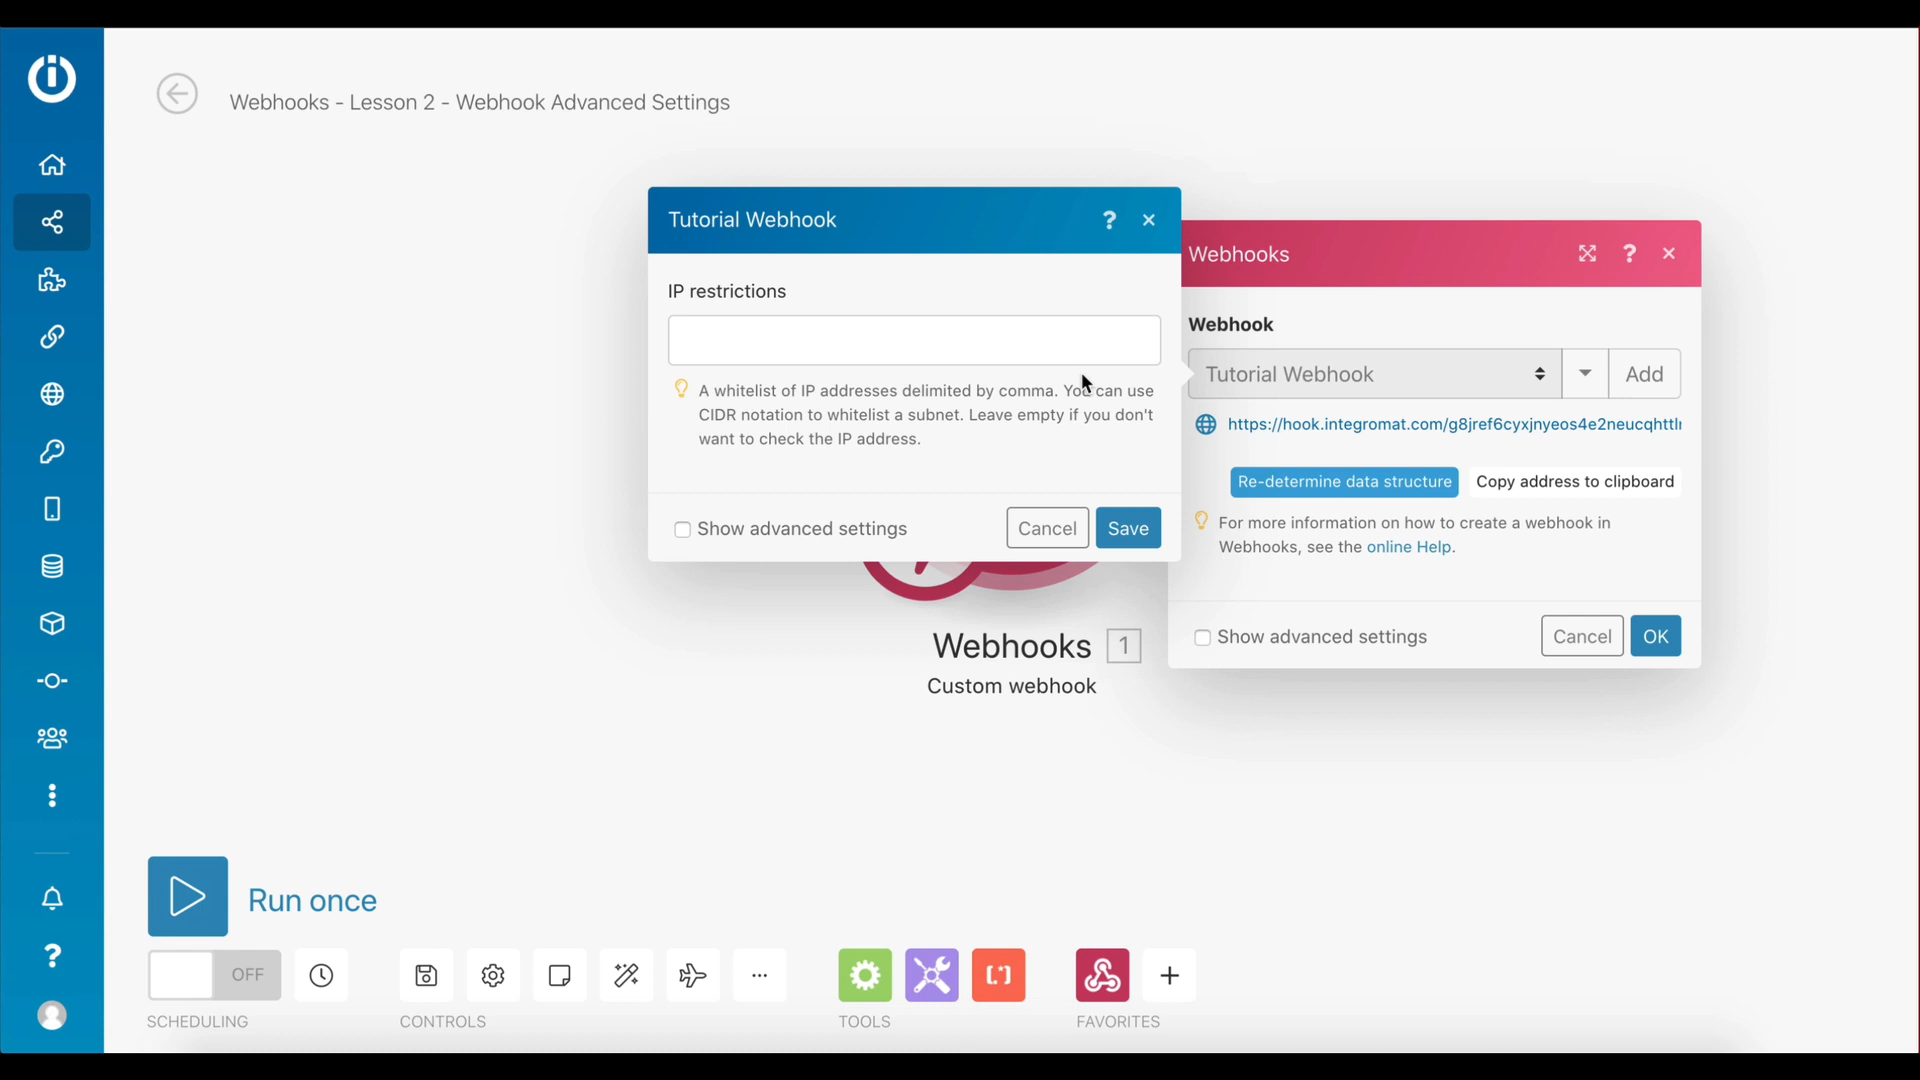 Webhooks - Lesson 2 - Webhook Advanced Settings
Tutorial Webhook
IP restrictions
A whitelist of IP addresses delimited by comma. You can use
CIDR notation to whitelist a subnet. Leave empty if you don't
want to check the IP address.
Show advanced settings
Cancel
Save
Webhooks
Webhook
Tutorial Webhook
Add
https://hook.integromat.com/g8jref6cyxjnyeos4e2neucqhttl
Re-determine data structure
Copy address to clipboard
For more information on how to create a webhook in
Webhooks, see the online Help.
Show advanced settings
Cancel
OK
Webhooks 1
Custom webhook
Run once
OFF
SCHEDULING
CONTROLS
TOOLS
FAVORITES